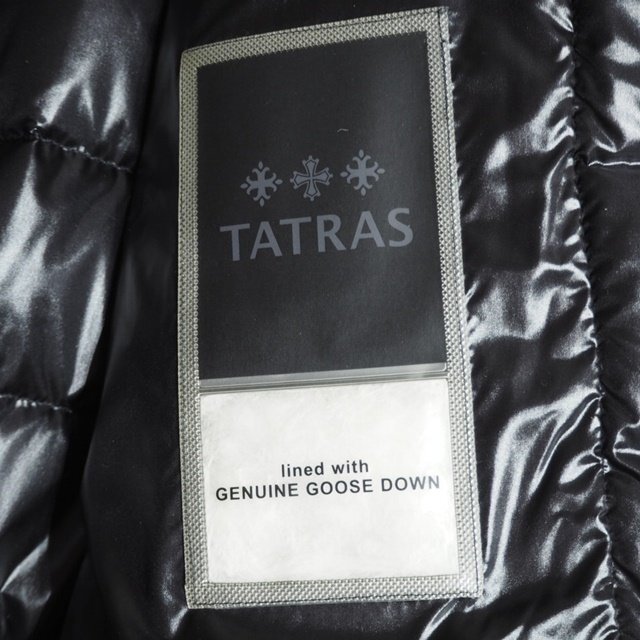 TATRAS
lined with
GENUINE GOOSE DOWN